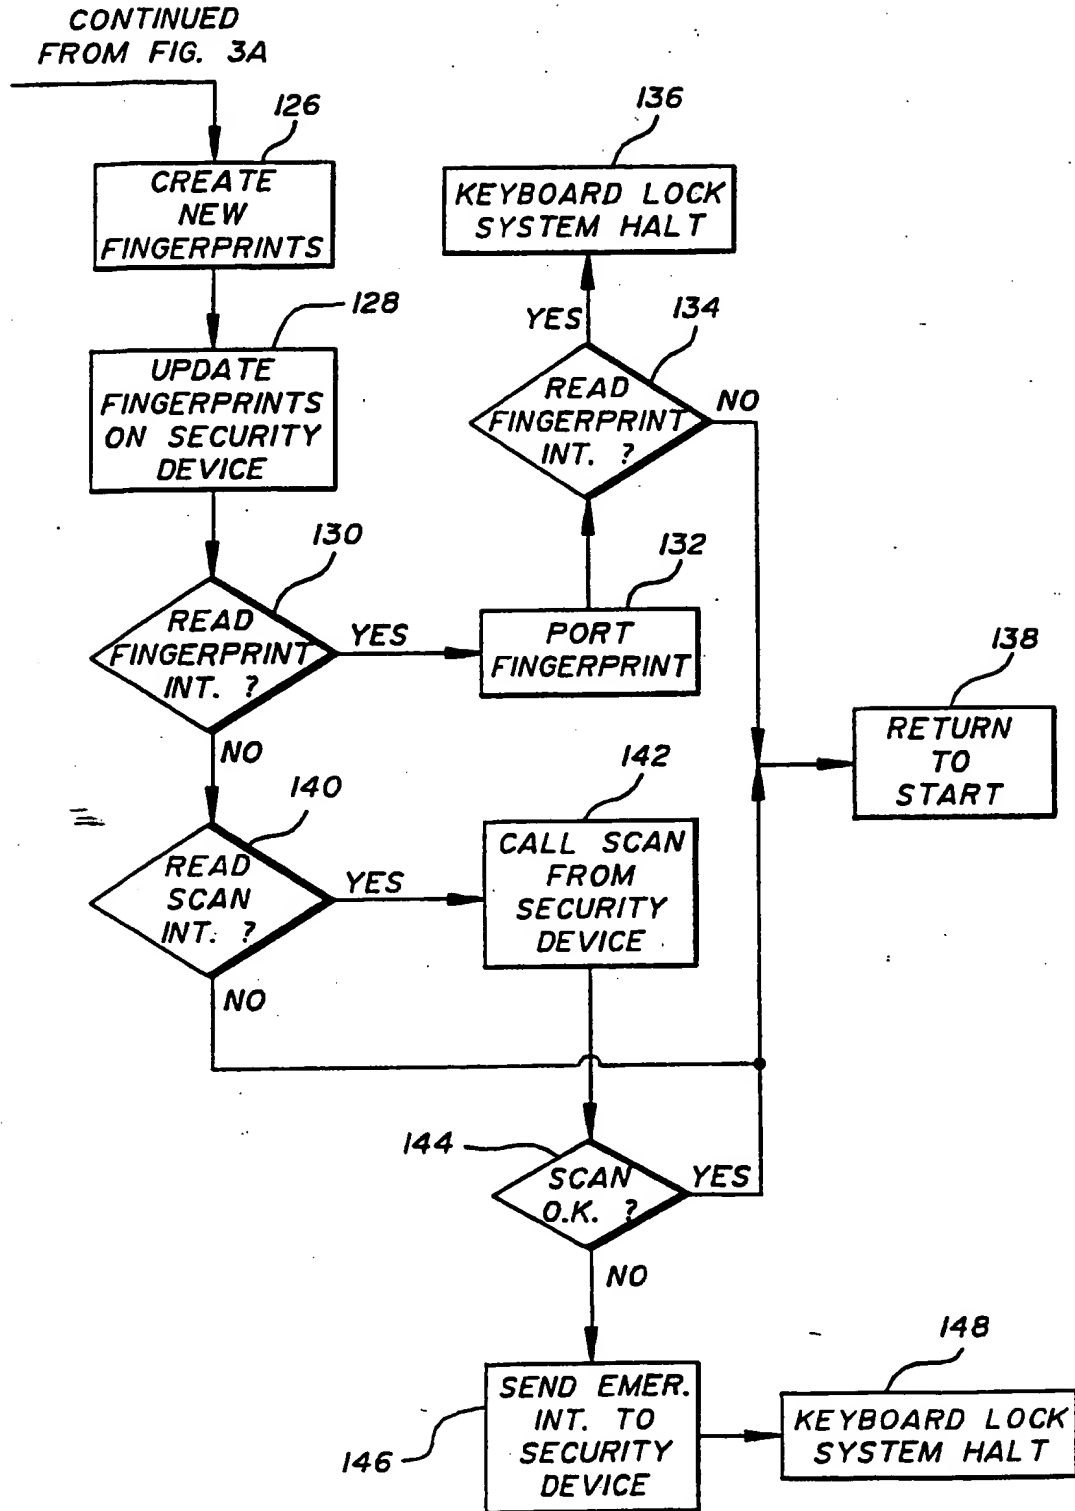 CONTINUED
FROM FIG. 3A
126
CREATE
NEW
FINGERPRINTS
128
UPDATE
FINGERPRINTS
ON SECURITY
DEVICE
130
READ
FINGERPRINT
INT. ?
YES
NO
132
PORT
FINGERPRINT
134
READ
FINGERPRINT
INT. ?
YES
NO
136
KEYBOARD LOCK
SYSTEM HALT
138
RETURN
TO
START
140
READ
SCAN
INT. ?
YES
NO
142
CALL SCAN
FROM
SECURITY
DEVICE
144
SCAN
O.K. ?
YES
NO
146
SEND EMER.
INT. TO
SECURITY
DEVICE
148
KEYBOARD LOCK
SYSTEM HALT